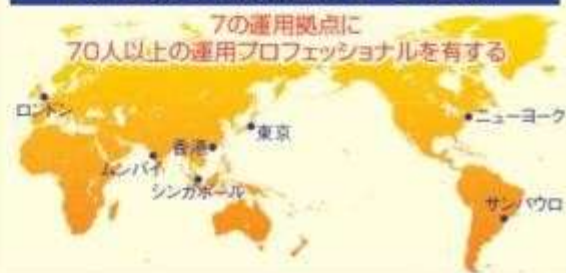 7の運用拠点に
70人以上の運用プロフェッショナルを有する
ロンドン
ニューヨーク
東京
香港
ムンバイ
シンガポール
サンパウロ